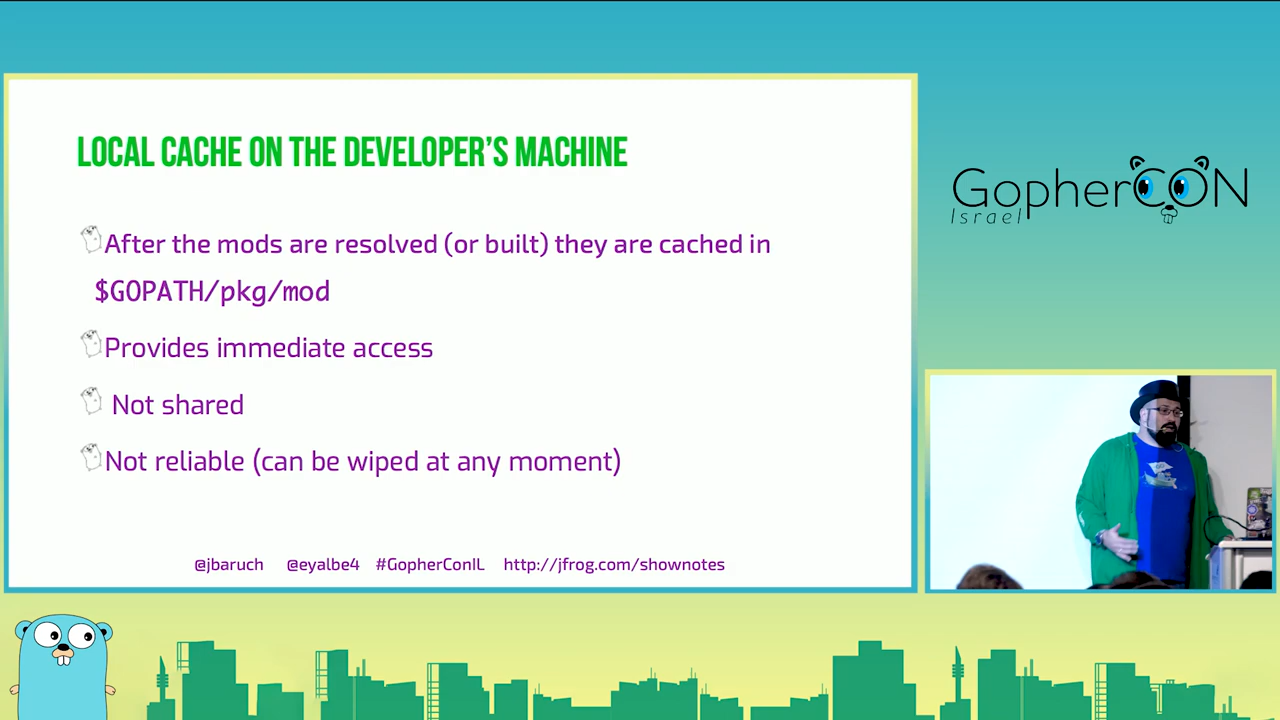 LOCAL CACHE ON THE DEVELOPER'S MACHINE
After the mods are resolved (or built) they are cached in
$GOPATH/pkg/mod
Provides immediate access
Not shared
Not reliable (can be wiped at any moment)
@jbaruch @eyalbe4 #GopherConIL http://jfrog.com/shownotes
GopherCON
Israel